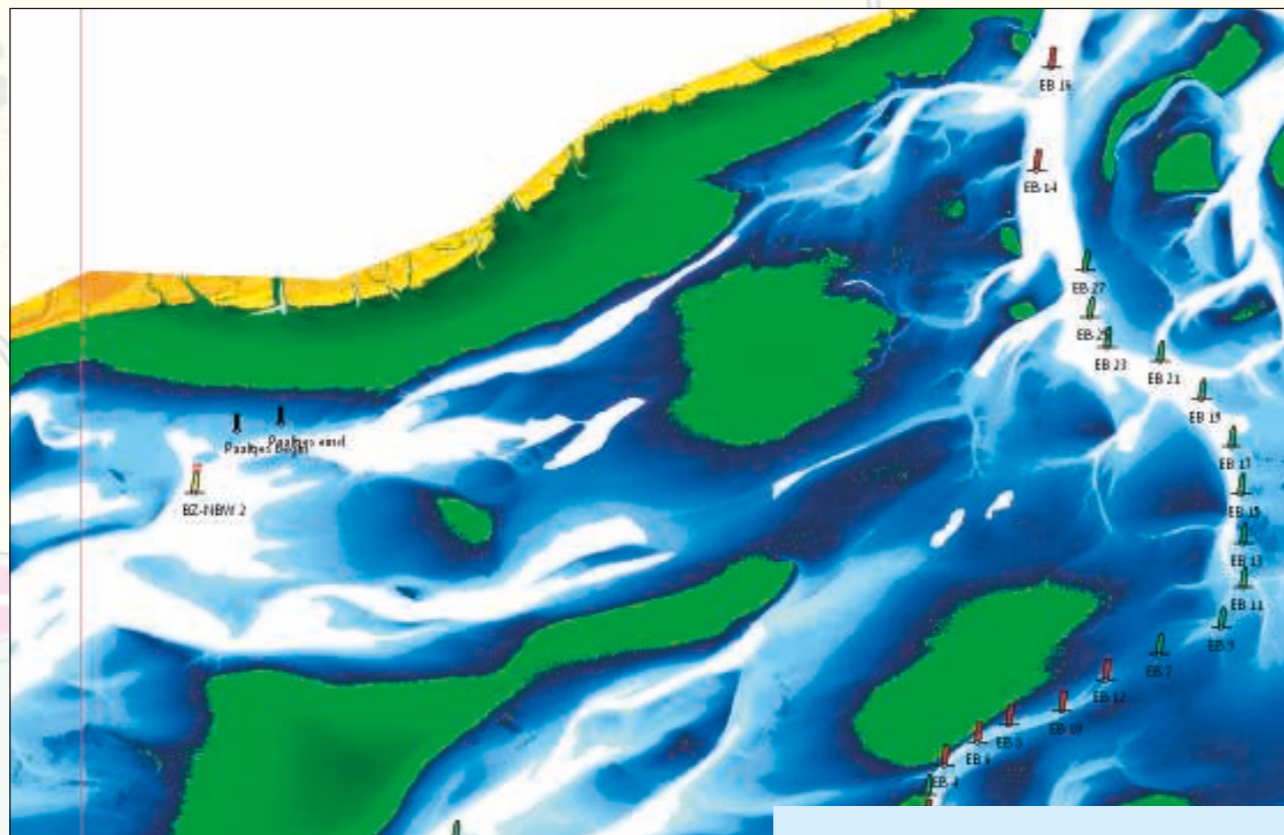 EB 16
EB 14
EB 27
EB 25
EB 23
EB 21
EB 19
Paaltjes eind
Paaltjes Begin
EB 17
BZ-NBW 2
EB 15
EB 13
EB 11
EB 9
EB 7
EB 12
EB 10
EB 6
EB 4